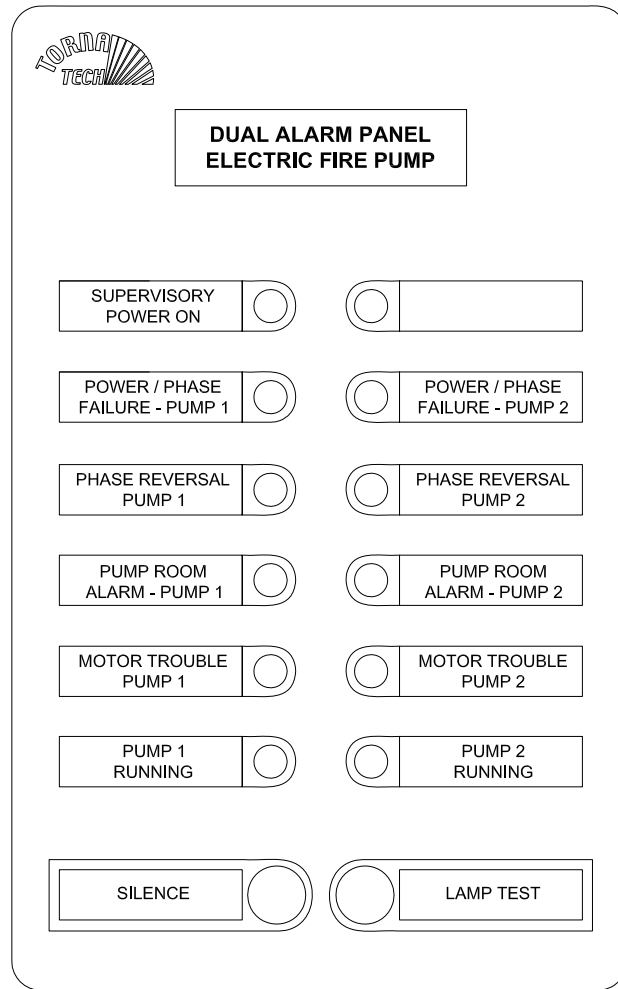 TORNA
TECH
DUAL ALARM PANEL
ELECTRIC FIRE PUMP
SUPERVISORY
POWER ON
POWER / PHASE
FAILURE - PUMP 1
POWER / PHASE
FAILURE - PUMP 2
PHASE REVERSAL
PUMP 1
PHASE REVERSAL
PUMP 2
PUMP ROOM
ALARM - PUMP 1
PUMP ROOM
ALARM - PUMP 2
MOTOR TROUBLE
PUMP 1
MOTOR TROUBLE
PUMP 2
PUMP 1
RUNNING
PUMP 2
RUNNING
SILENCE
LAMP TEST